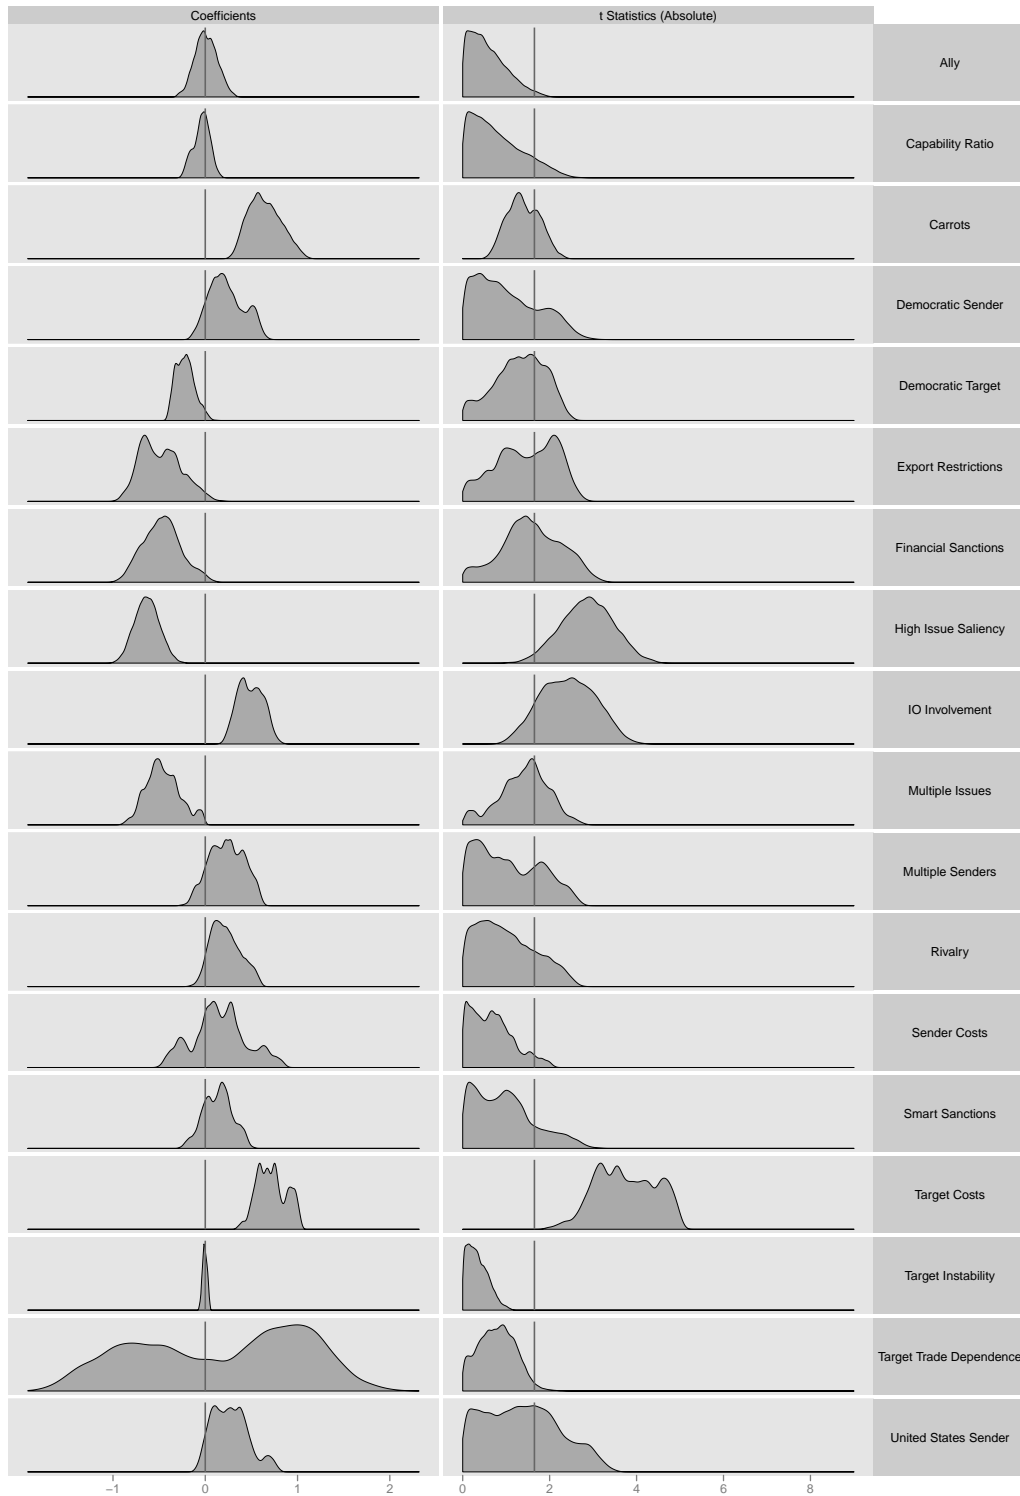 Coefficients
t Statistics (Absolute)
Ally
Capability Ratio
Carrots
Democratic Sender
Democratic Target
Export Restrictions
Financial Sanctions
High Issue Saliency
IO Involvement
Multiple Issues
Multiple Senders
Rivalry
Sender Costs
Smart Sanctions
Target Costs
Target Instability
Target Trade Dependence
United States Sender
−1 0 1 2
0 2 4 6 8